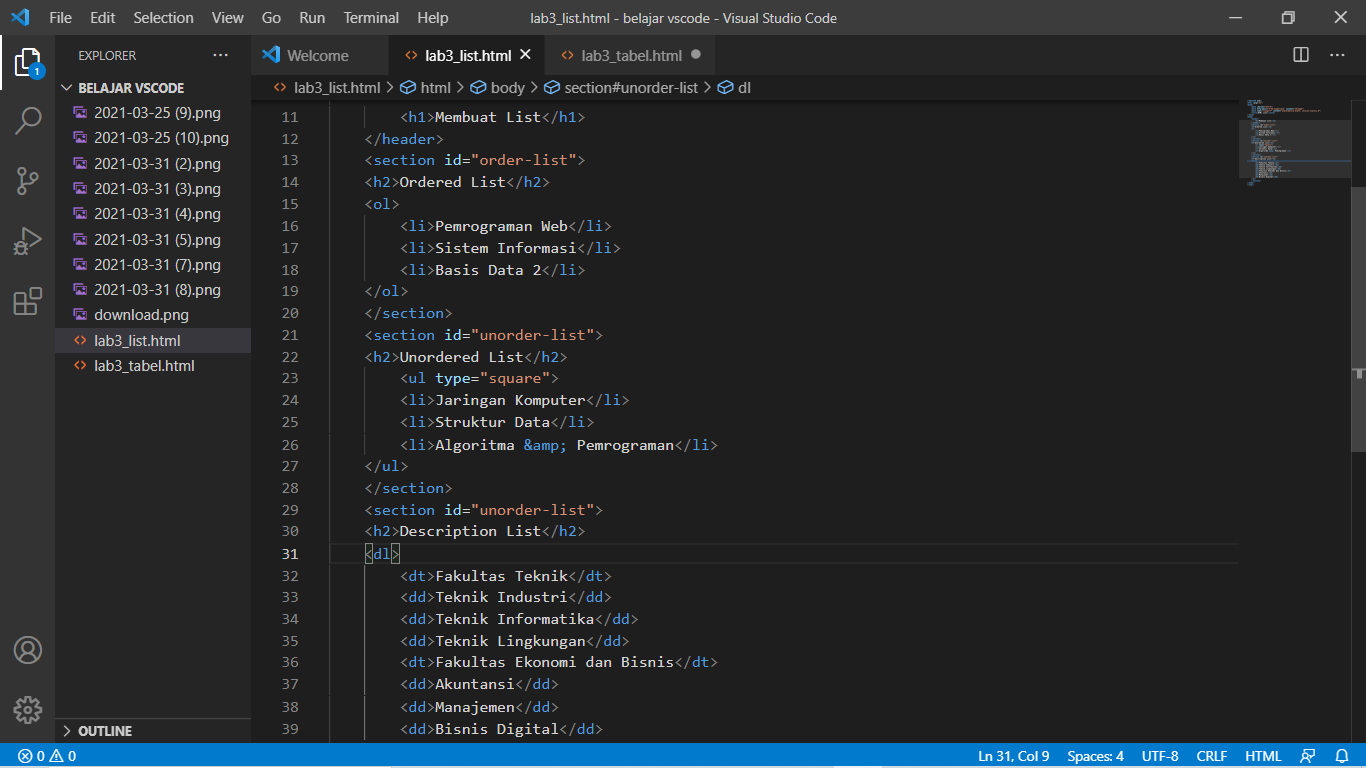 File Edit Selection View Go Run Terminal Help lab3_list.html - belajar vscode - Visual Studio Code
EXPLORER ···
Welcome lab3_list.html lab3_tabel.html
lab3_list.html > html > body > section#unorder-list > dl
1
BELAJAR VSCODE
2021-03-25 (9).png
2021-03-25 (10).png
2021-03-31 (2).png
2021-03-31 (3).png
2021-03-31 (4).png
2021-03-31 (5).png
2021-03-31 (7).png
2021-03-31 (8).png
download.png
lab3_list.html
lab3_tabel.html
OUTLINE
11 <h1>Membuat List</h1>
12 </header>
13 <section id="order-list">
14 <h2>Ordered List</h2>
15 <ol>
16 <li>Pemrograman Web</li>
17 <li>Sistem Informasi</li>
18 <li>Basis Data 2</li>
19 </ol>
20 </section>
21 <section id="unorder-list">
22 <h2>Unordered List</h2>
23 <ul type="square">
24 <li>Jaringan Komputer</li>
25 <li>Struktur Data</li>
26 <li>Algoritma &amp; Pemrograman</li>
27 </ul>
28 </section>
29 <section id="unorder-list">
30 <h2>Description List</h2>
31 <dl>
32 <dt>Fakultas Teknik</dt>
33 <dd>Teknik Industri</dd>
34 <dd>Teknik Informatika</dd>
35 <dd>Teknik Lingkungan</dd>
36 <dt>Fakultas Ekonomi dan Bisnis</dt>
37 <dd>Akuntansi</dd>
38 <dd>Manajemen</dd>
39 <dd>Bisnis Digital</dd>
0 0 Ln 31, Col 9 Spaces: 4 UTF-8 CRLF HTML